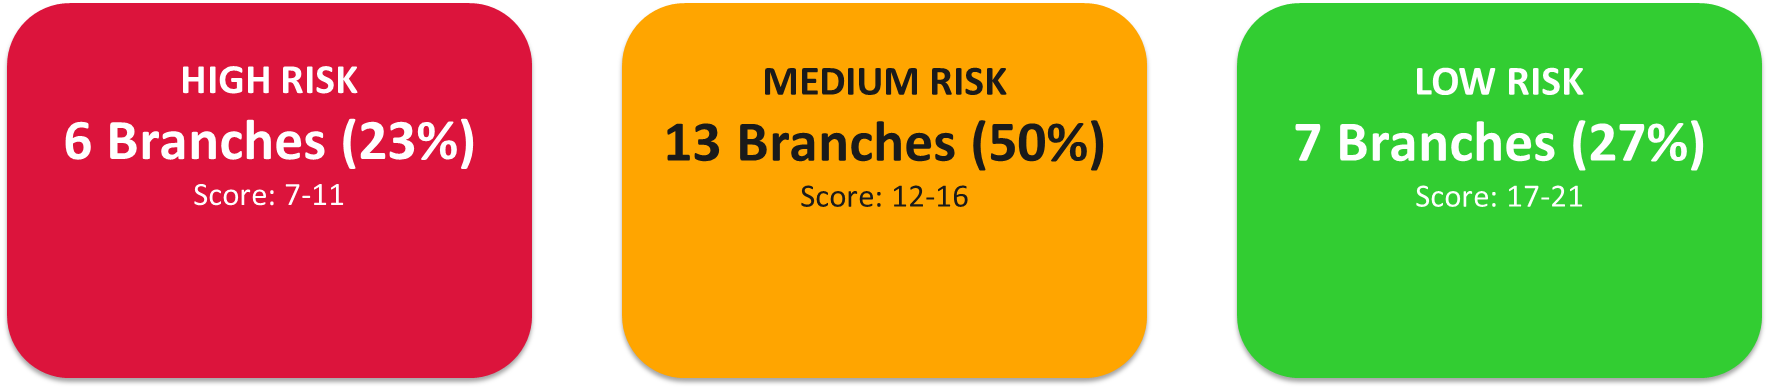 HIGH RISK
6 Branches (23%)
Score: 7-11
MEDIUM RISK
13 Branches (50%)
Score: 12-16
LOW RISK
7 Branches (27%)
Score: 17-21